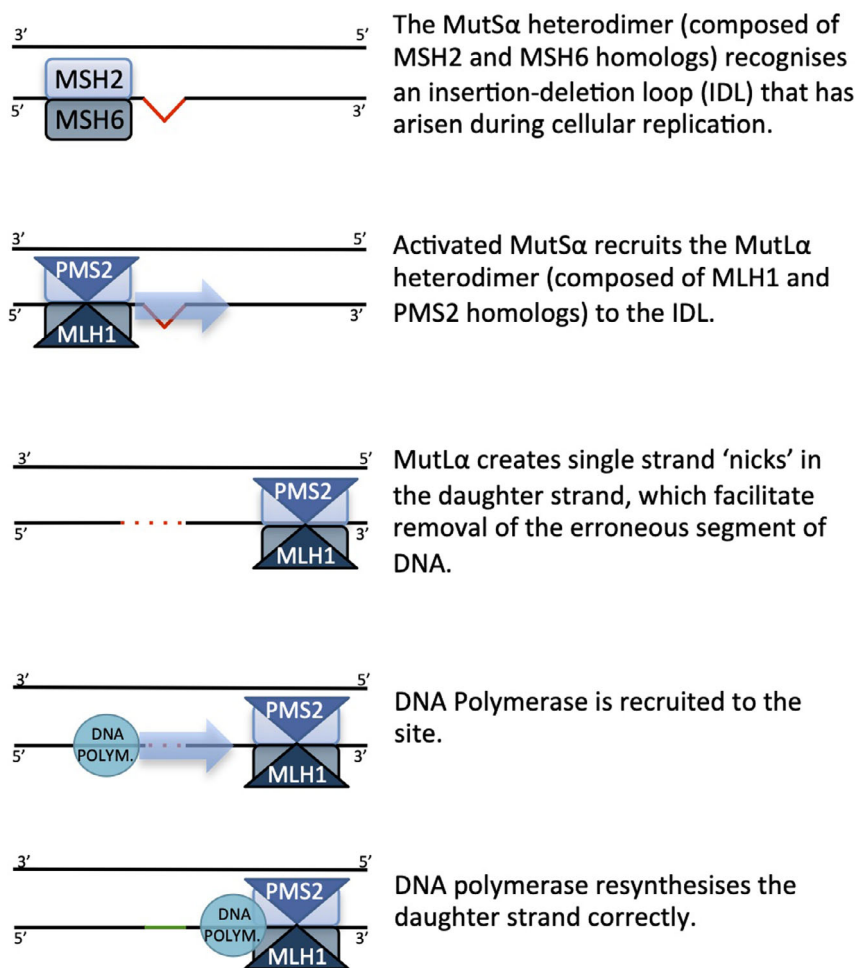 3’ 5’
MSH2
5’ MSH6 3’
The MutSα heterodimer (composed of
MSH2 and MSH6 homologs) recognises
an insertion-deletion loop (IDL) that has
arisen during cellular replication.
3’ 5’
PMS2
5’ 3’
MLH1
Activated MutSα recruits the MutLα
heterodimer (composed of MLH1 and
PMS2 homologs) to the IDL.
3’ 5’
PMS2
5’ 3’
MLH1
MutLα creates single strand ‘nicks’ in
the daughter strand, which facilitate
removal of the erroneous segment of
DNA.
3’ 5’
PMS2
DNA
5’ POLYM. 3’
MLH1
DNA Polymerase is recruited to the
site.
3’ 5’
PMS2
DNA
5’ POLYM. 3’
MLH1
DNA polymerase resynthesises the
daughter strand correctly.